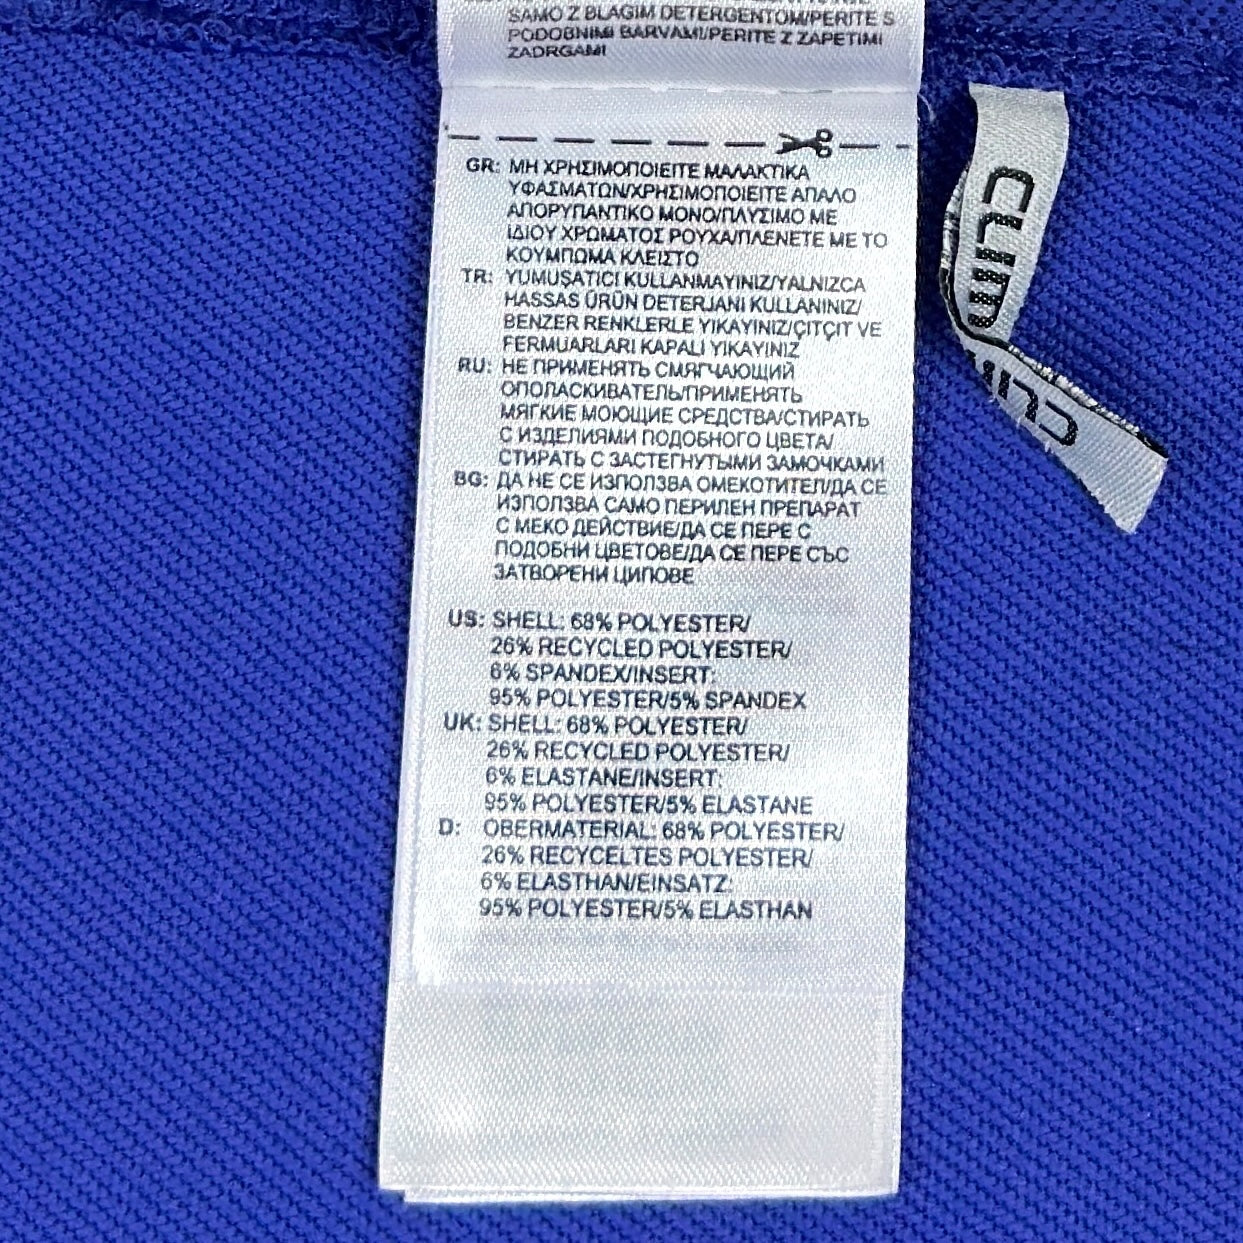 SAMO Z BLAGIM DETERGENTOM/PERITE S
PODOBNIMI BARVAMI/PERITE Z ZAPETIMI
ZADRGAMI
GR: ΜΗ ΧΡΗΣΙΜΟΠΟΙΕΙΤΕ ΜΑΛΑΚΤΙΚΑ
ΥΦΑΣΜΑΤΩΝ/ΧΡΗΣΙΜΟΠΟΙΕΙΤΕ ΑΠΑΛΟ
ΑΠΟΡΥΠΑΝΤΙΚΟ ΜΟΝΟ/ΠΛΥΣΙΜΟ ΜΕ
ΙΔΙΟΥ ΧΡΩΜΑΤΟΣ ΡΟΥΧΑ/ΠΛΕΝΕΤΕ ΜΕ ΤΟ
ΚΟΥΜΠΩΜΑ ΚΛΕΙΣΤΟ
TR: YUMUŞATICI KULLANMAYINIZ/YALNIZCA
HASSAS ÜRÜN DETERJANI KULLANINIZ/
BENZER RENKLERLE YIKAYINIZ/ÇITÇIT VE
FERMUARLARI KAPALI YIKAYINIZ
RU: НЕ ПРИМЕНЯТЬ СМЯГЧАЮЩИЙ
ОПОЛАСКИВАТЕЛЬ/ПРИМЕНЯТЬ
МЯГКИЕ МОЮЩИЕ СРЕДСТВА/СТИРАТЬ
С ИЗДЕЛИЯМИ ПОДОБНОГО ЦВЕТА/
СТИРАТЬ С ЗАСТЕГНУТЫМИ ЗАМОЧКАМИ
BG: ДА НЕ СЕ ИЗПОЛЗВА ОМЕКОТИТЕЛ/ДА СЕ
ИЗПОЛЗВА САМО ПЕРИЛЕН ПРЕПАРАТ
С МЕКО ДЕЙСТВИЕ/ДА СЕ ПЕРЕ С
ПОДОБНИ ЦВЕТОВЕ/ДА СЕ ПЕРЕ СЪС
ЗАТВОРЕНИ ЦИПОВЕ
US: SHELL: 68% POLYESTER/
26% RECYCLED POLYESTER/
6% SPANDEX/INSERT:
95% POLYESTER/5% SPANDEX
UK: SHELL: 68% POLYESTER/
26% RECYCLED POLYESTER/
6% ELASTANE/INSERT:
95% POLYESTER/5% ELASTANE
D: OBERMATERIAL: 68% POLYESTER/
26% RECYCELTES POLYESTER/
6% ELASTHAN/EINSATZ:
95% POLYESTER/5% ELASTHAN
CLIM
CLIM